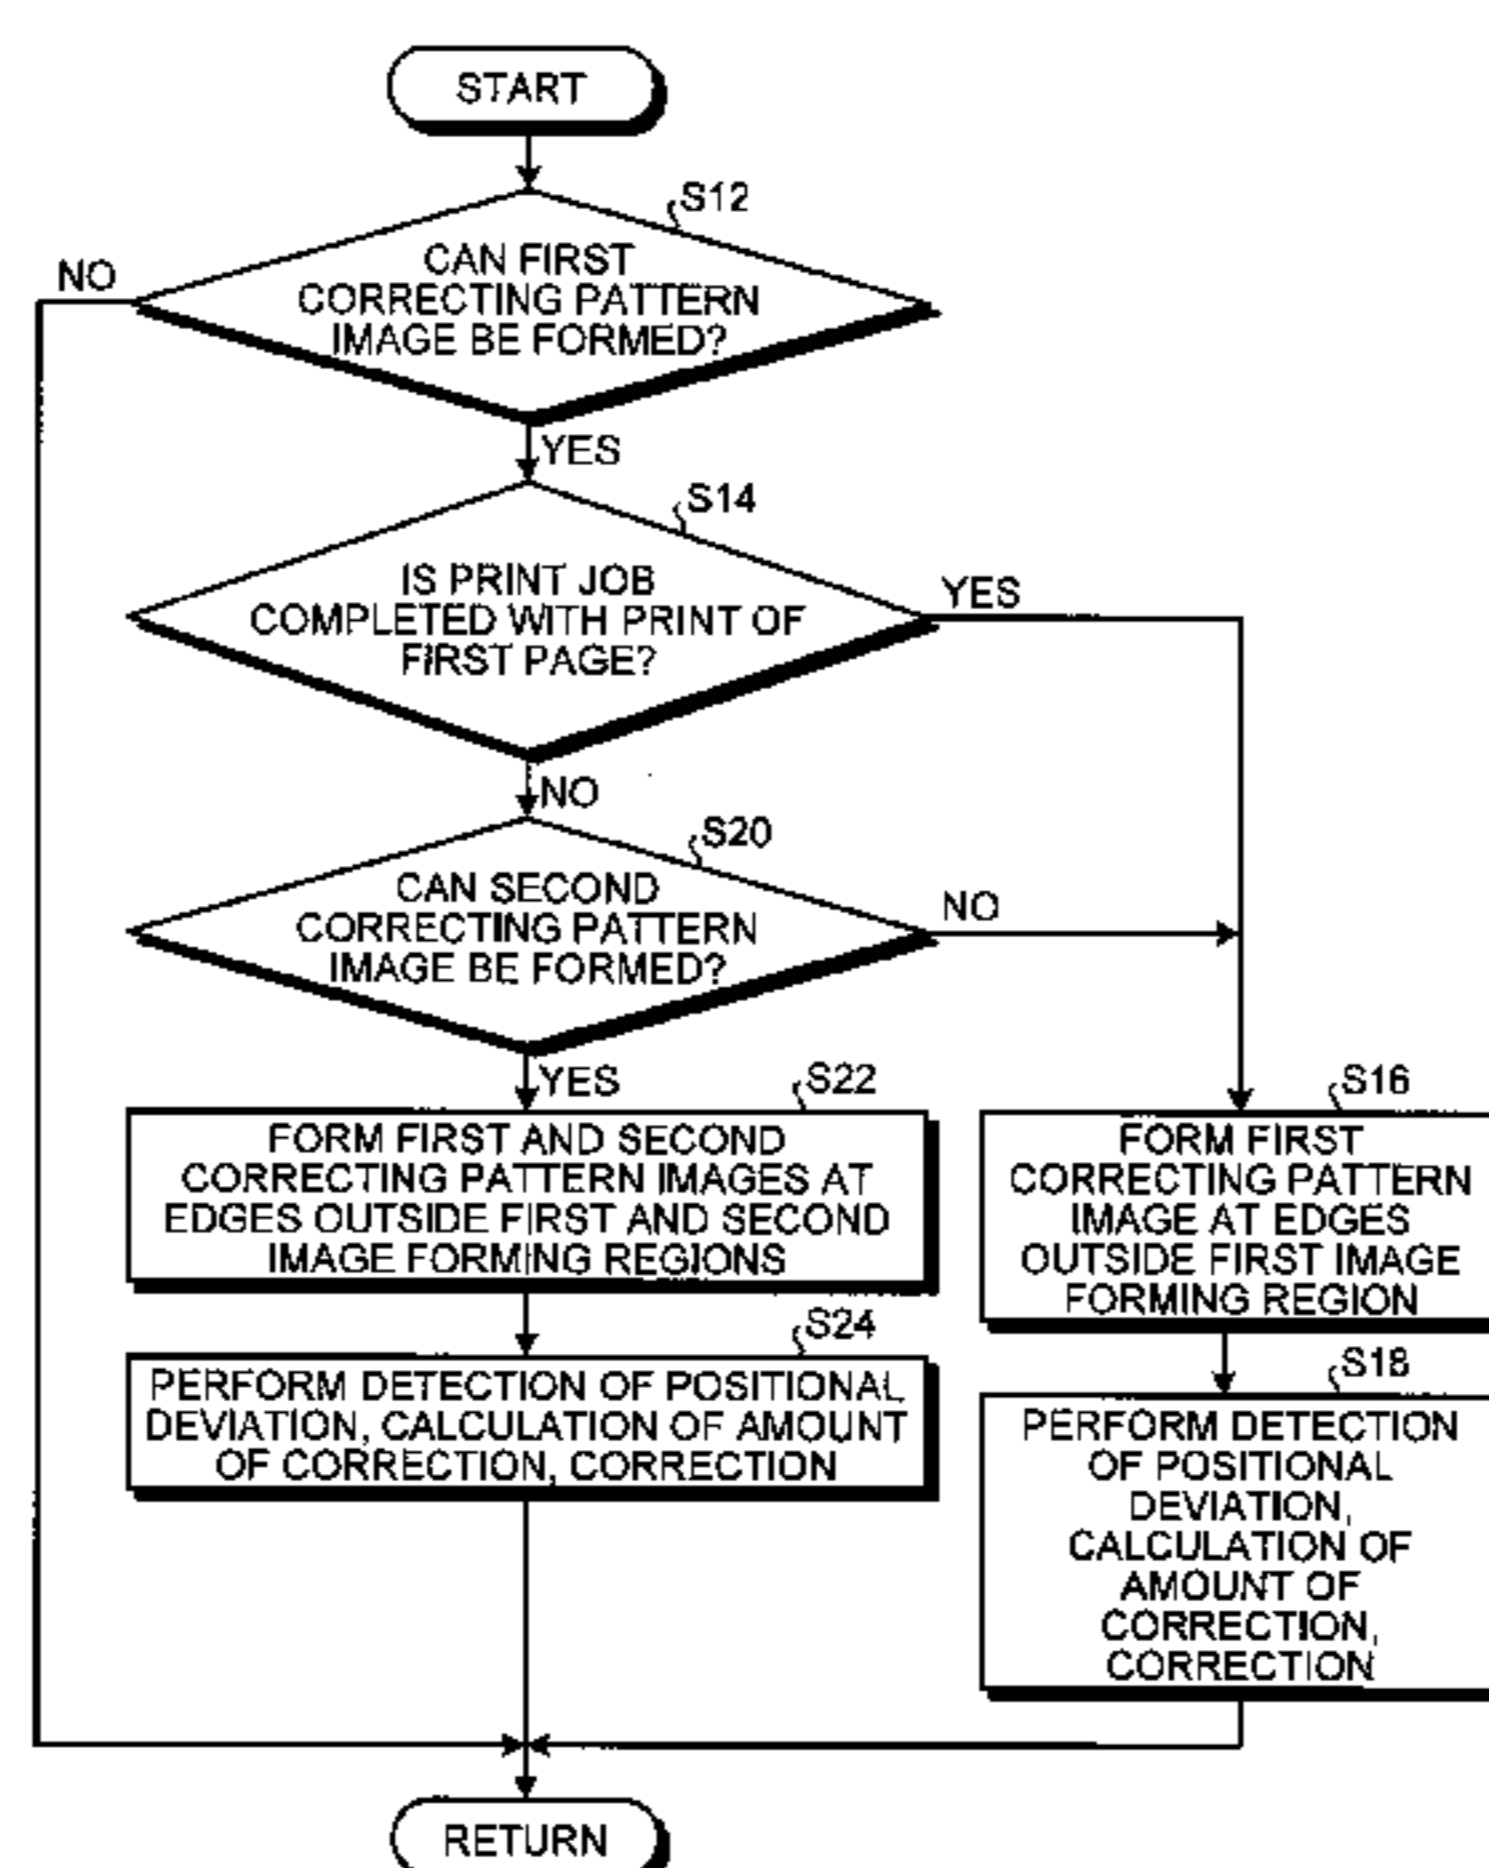 START
S12
NO
CAN FIRST
CORRECTING PATTERN
IMAGE BE FORMED?
YES
S14
IS PRINT JOB
COMPLETED WITH PRINT OF
FIRST PAGE?
YES
NO
S20
CAN SECOND
CORRECTING PATTERN
IMAGE BE FORMED?
NO
YES
S22
FORM FIRST AND SECOND
CORRECTING PATTERN IMAGES AT
EDGES OUTSIDE FIRST AND SECOND
IMAGE FORMING REGIONS
S16
FORM FIRST
CORRECTING PATTERN
IMAGE AT EDGES
OUTSIDE FIRST IMAGE
FORMING REGION
S24
PERFORM DETECTION OF POSITIONAL
DEVIATION, CALCULATION OF AMOUNT
OF CORRECTION, CORRECTION
S18
PERFORM DETECTION
OF POSITIONAL
DEVIATION,
CALCULATION OF
AMOUNT OF
CORRECTION,
CORRECTION
RETURN